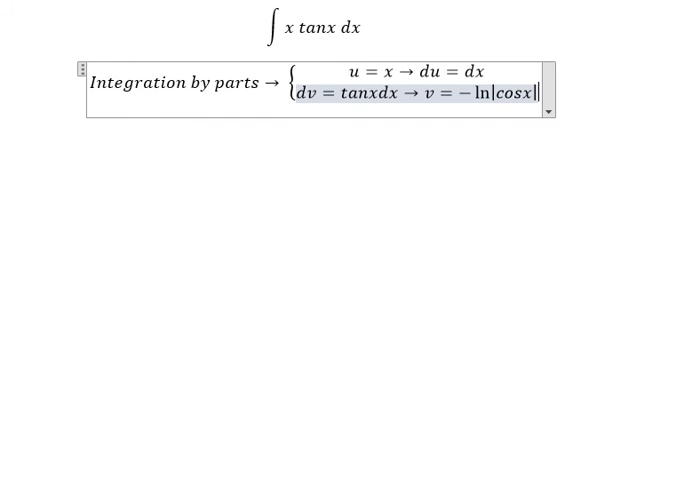 ∫ x tanx dx
Integration by parts → { u = x → du = dx
dv = tanxdx → v = − ln|cosx|